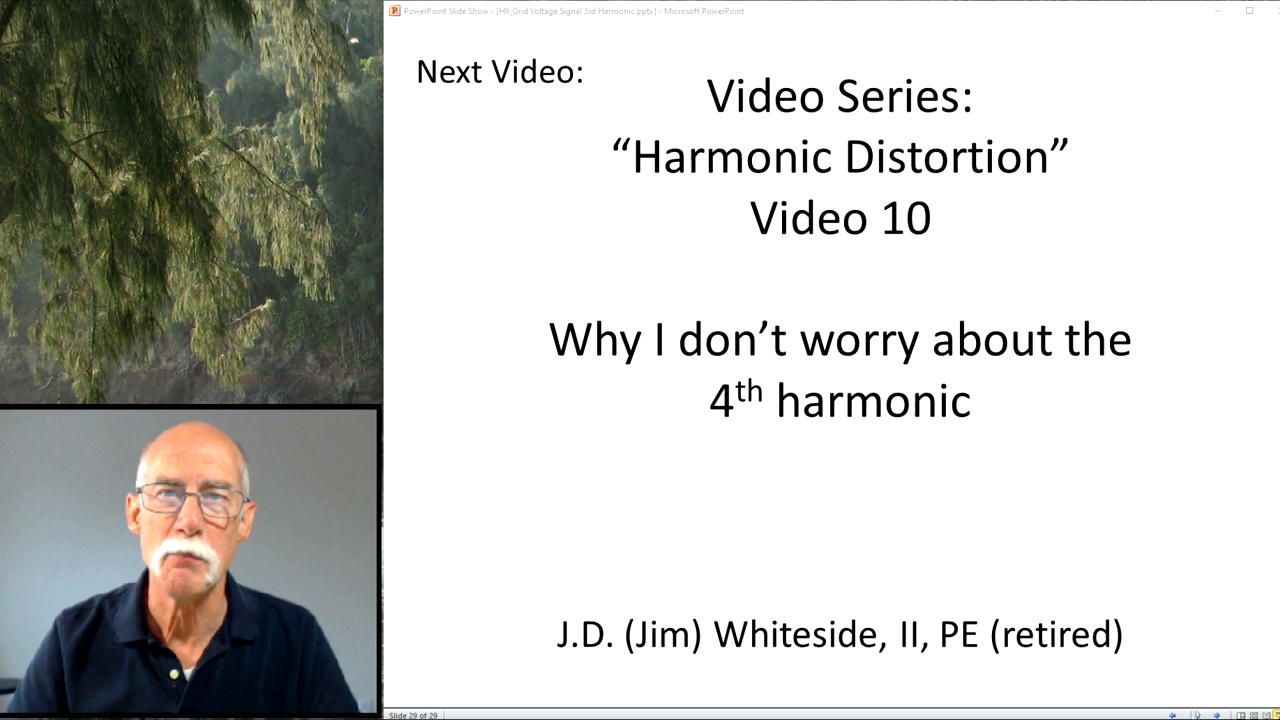 PowerPoint Slide Show - [H9_Grid Voltage Signal 3rd Harmonic.pptx] - Microsoft PowerPoint
Next Video:
Video Series:
“Harmonic Distortion”
Video 10
Why I don’t worry about the
4th harmonic
J.D. (Jim) Whiteside, II, PE (retired)
Slide 29 of 29